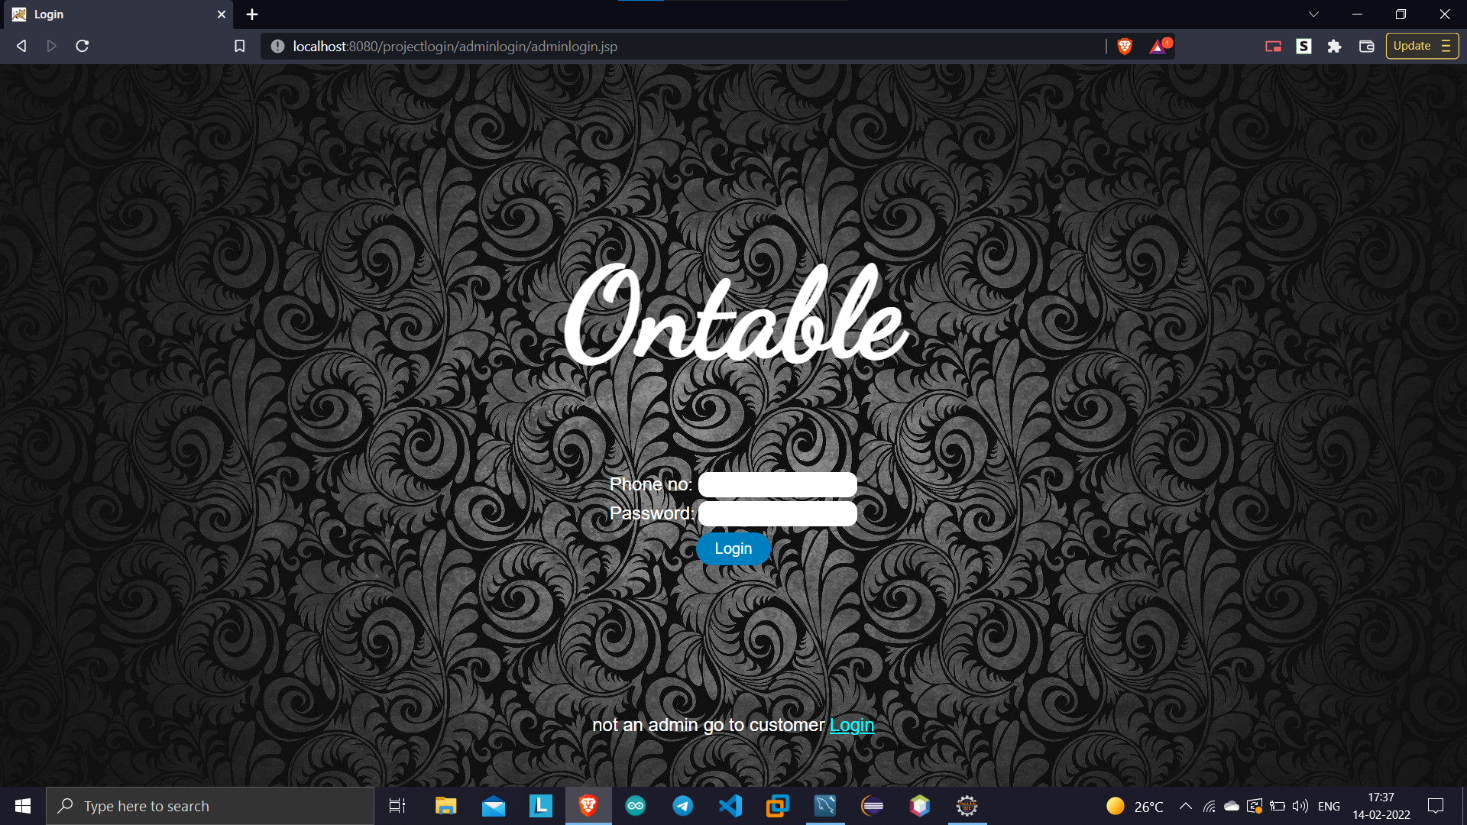 Login
localhost:8080/projectlogin/adminlogin/adminlogin.jsp
1
S
Update
Ontable
Phone no:
Password:
Login
not an admin go to customer Login
Type here to search
L
26°C
ENG
17:37
14-02-2022